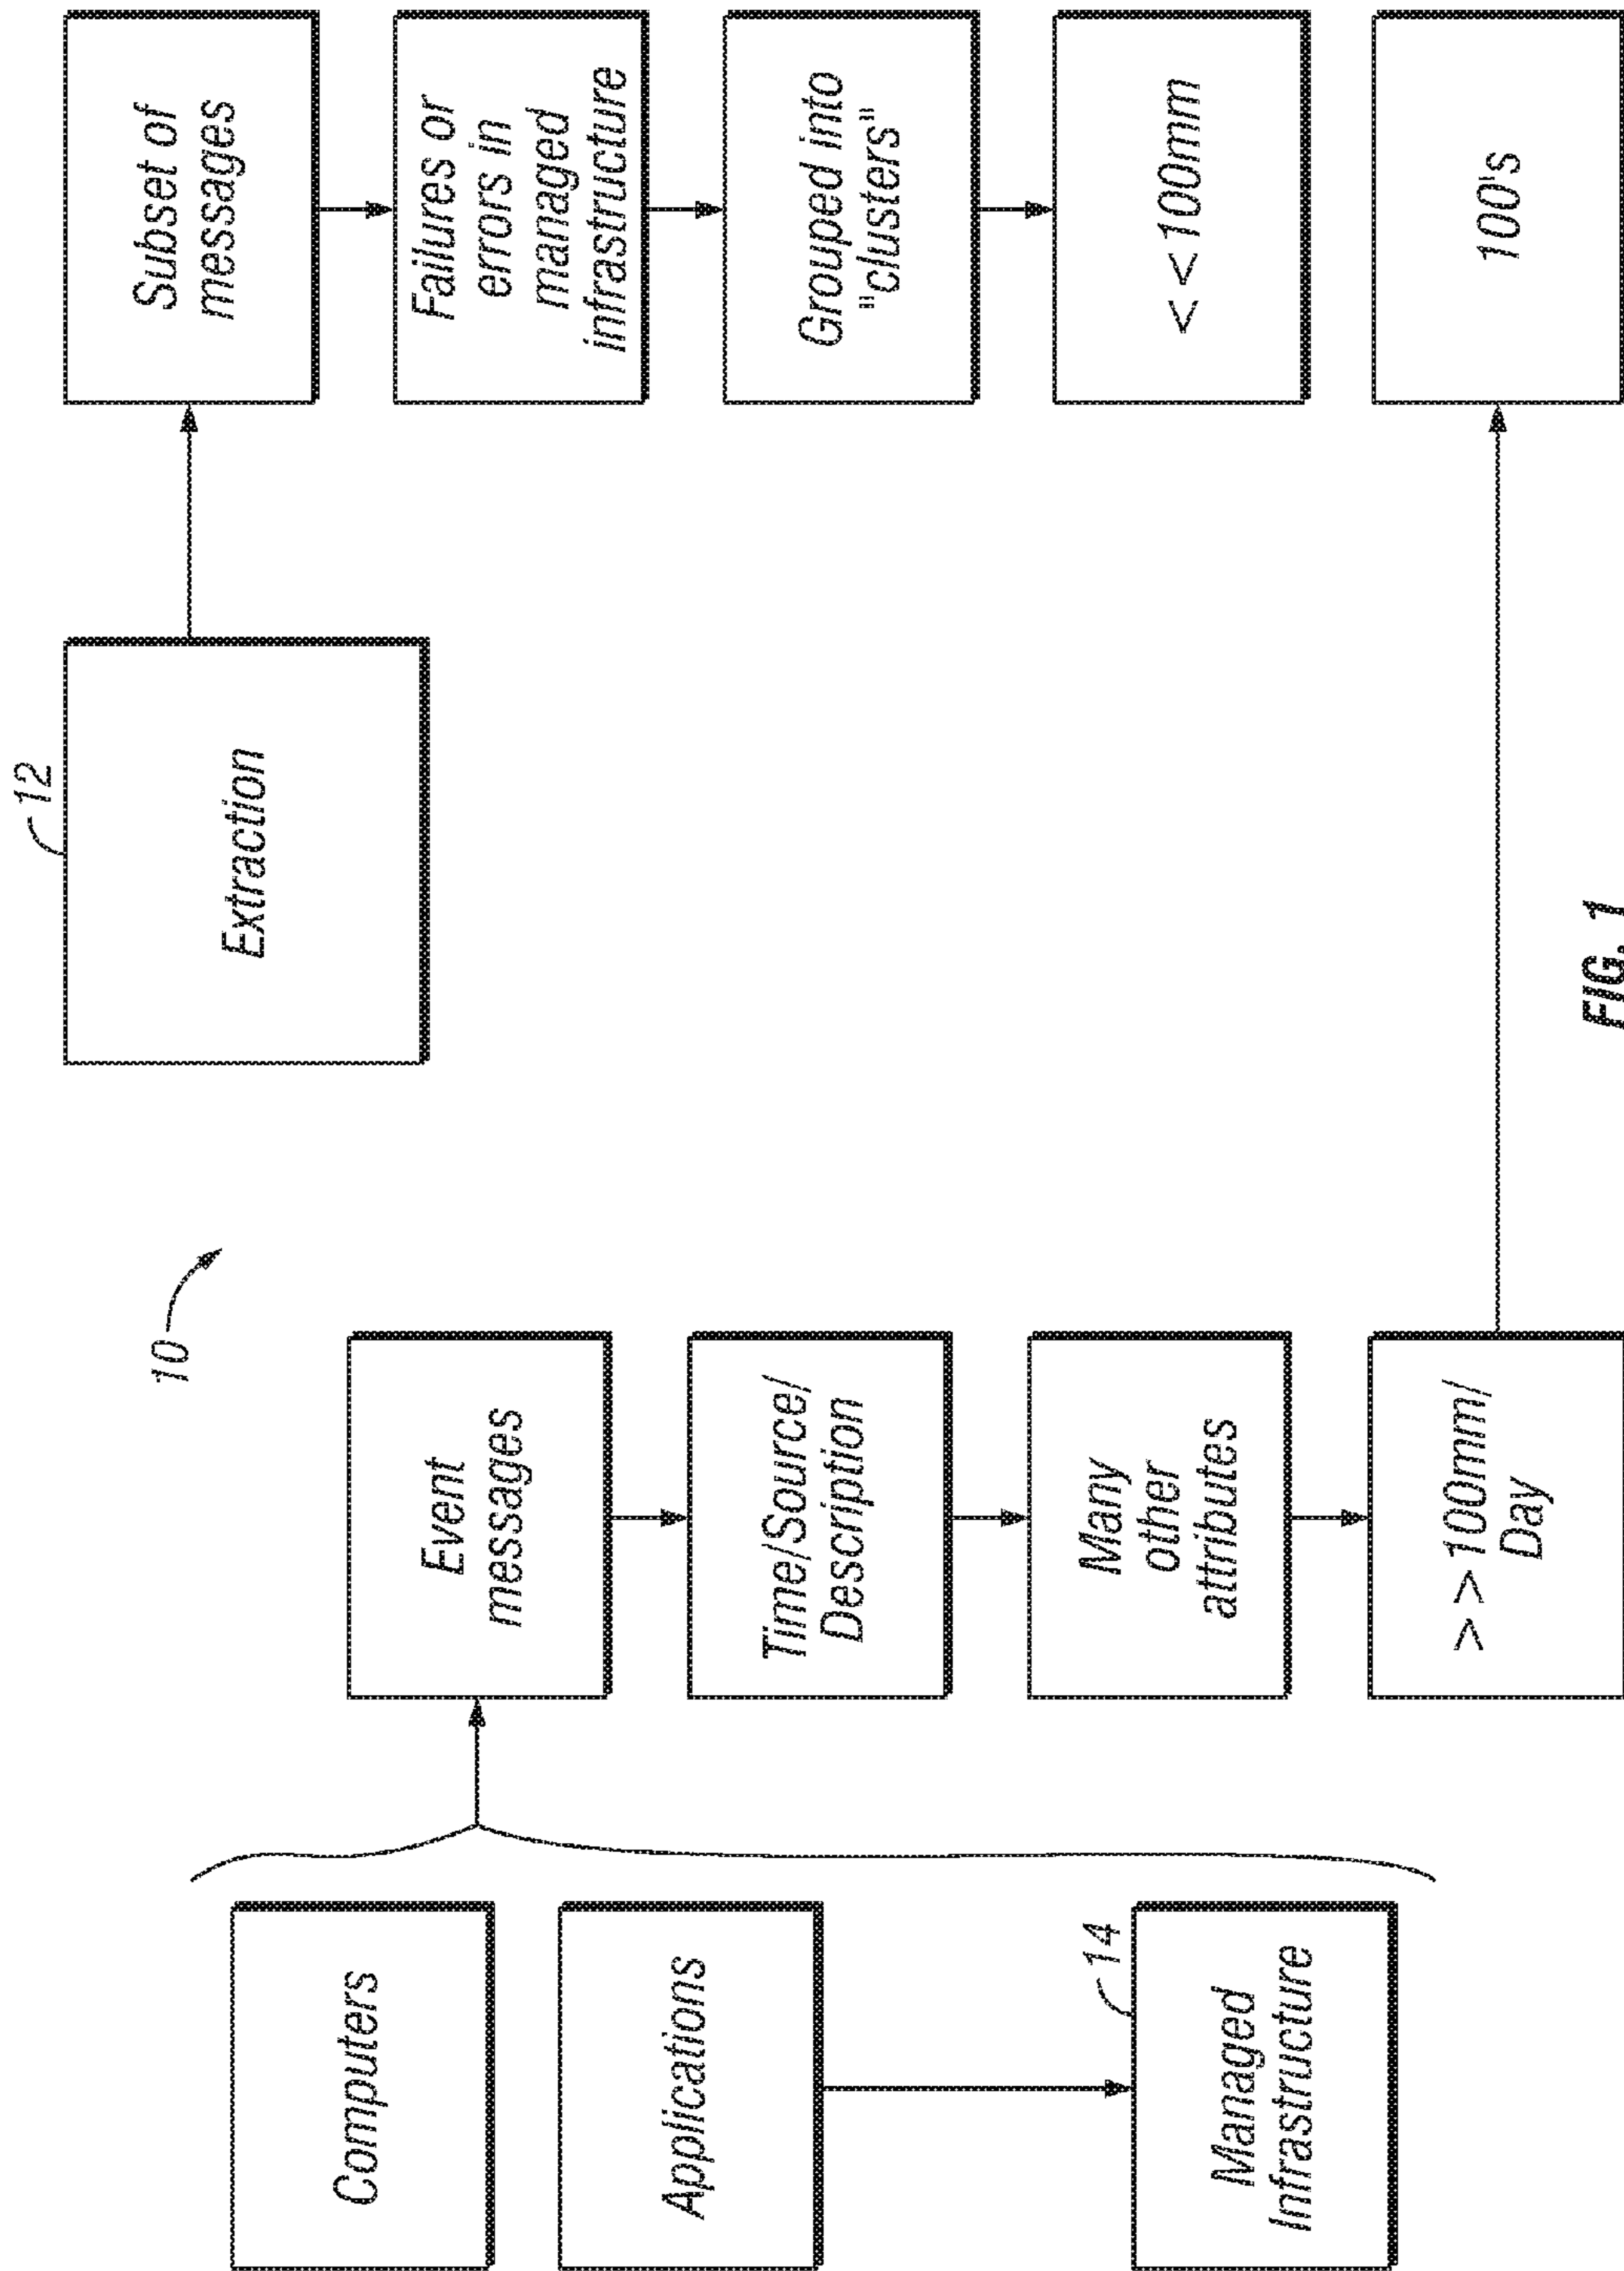 10
12
14
Computers
Applications
Managed
Infrastructure
Event
messages
Time/Source/
Description
Many
other
attributes
>>100mm/
Day
Extraction
Subset of
messages
Failures or
errors in
managed
infrastructure
Grouped into
"clusters"
<<100mm
100's
FIG. 1